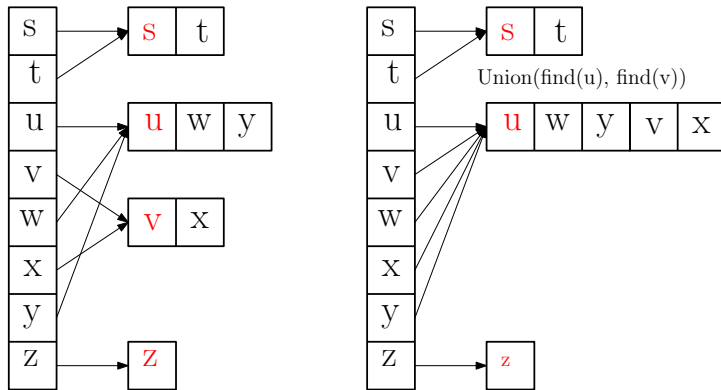 s s t
t
u u w y
v
w v x
x
y
z z
s s t
t Union(find(u), find(v))
u u w y v x
v
w
x
y
z z